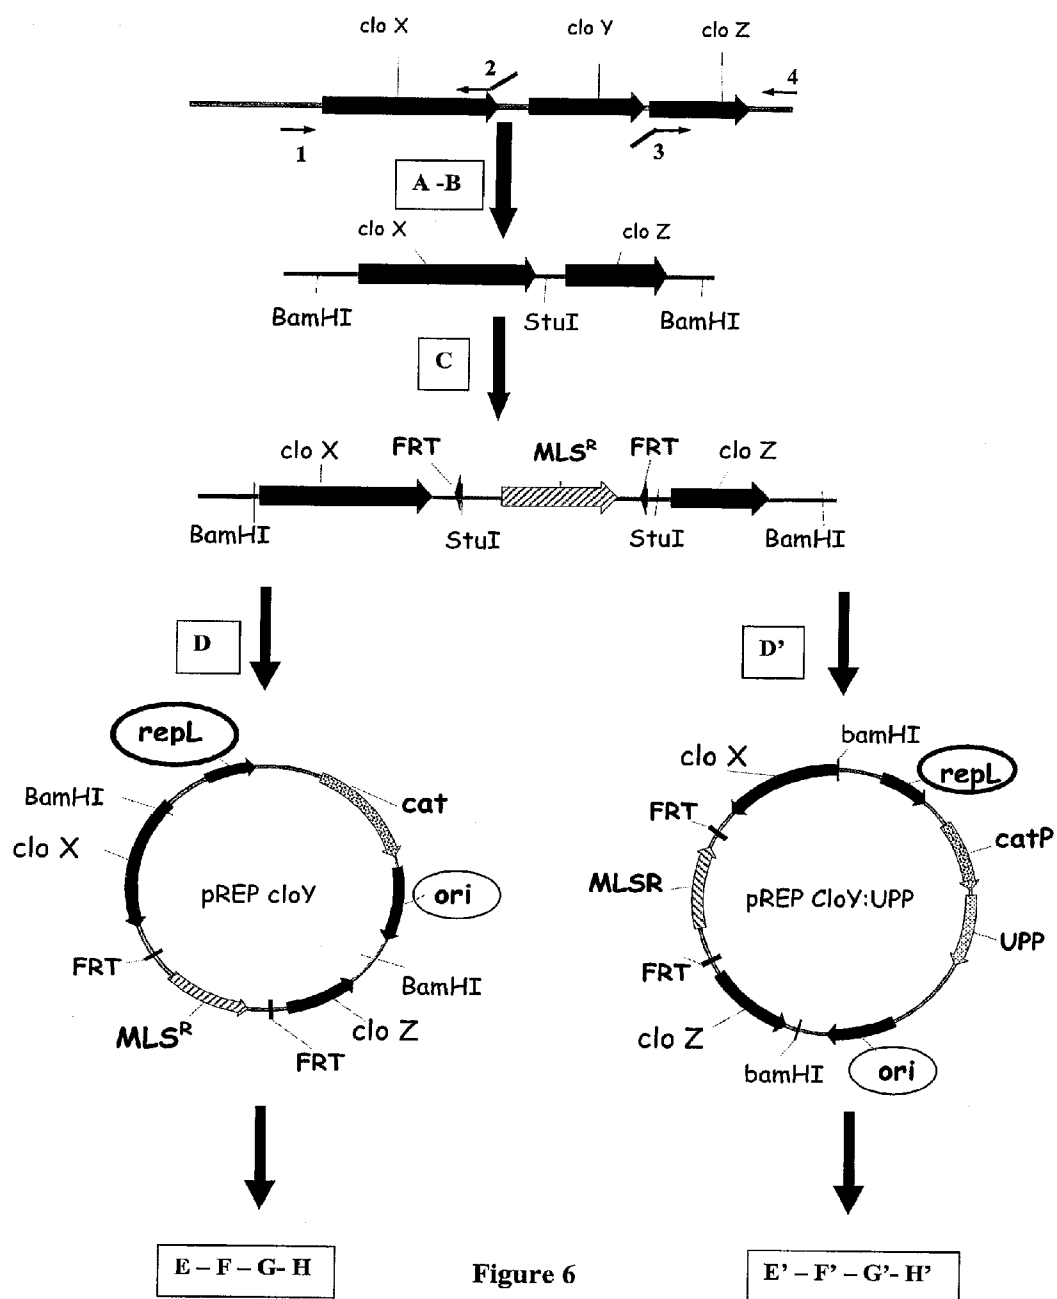 clo X
clo Y
clo Z
2
4
1
3
A -B
clo X
clo Z
BamHI
StuI
BamHI
C
clo X
FRT
MLSR
FRT
clo Z
BamHI
StuI
StuI
BamHI
D
D'
repL
BamHI
cat
clo X
pREP cloY
ori
FRT
BamHI
MLSR
clo Z
FRT
clo X
bamHI
repL
FRT
catP
MLSR
pREP CloY:UPP
UPP
FRT
clo Z
bamHI
ori
E – F – G- H
Figure 6
E' – F' – G'- H'